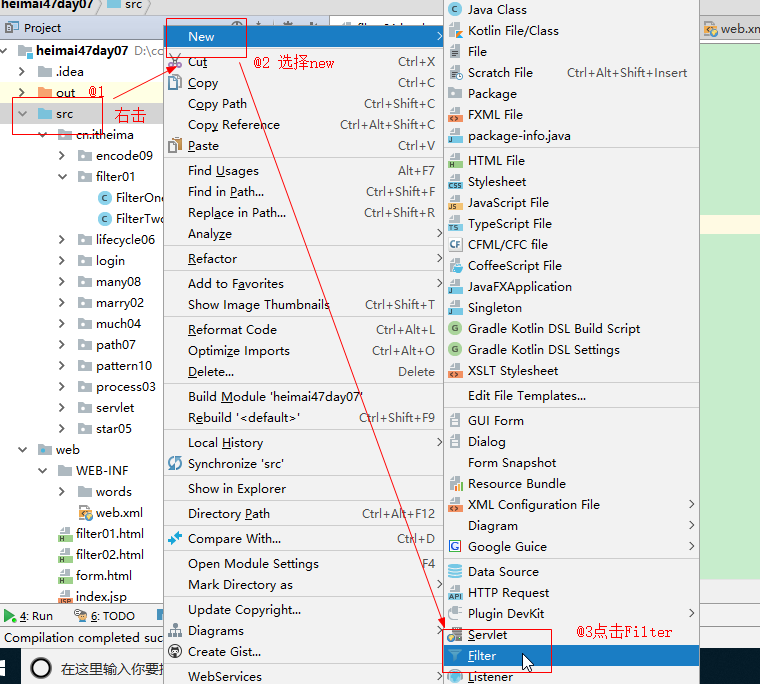 heimai47day07
src
Project
heimai47day07
.idea
out
@1
src
右击
cn.itheima
encode09
filter01
FilterOne
FilterTwo
lifecycle06
login
many08
marry02
much04
path07
pattern10
process03
servlet
star05
web
WEB-INF
words
web.xml
filter01.html
filter02.html
form.html
index.jsp
4: Run
6: TODO
Compilation completed suc
在这里输入你要
New
@2 选择new
Cut Ctrl+X
Copy Ctrl+C
Copy Path Ctrl+Shift+C
Copy Reference Ctrl+Alt+Shift+C
Paste Ctrl+V
Find Usages Alt+F7
Find in Path... Ctrl+Shift+F
Replace in Path... Ctrl+Shift+R
Analyze
Refactor
Add to Favorites
Show Image Thumbnails Ctrl+Shift+T
Reformat Code Ctrl+Alt+L
Optimize Imports Ctrl+Alt+O
Delete... Delete
Build Module 'heimai47day07'
Rebuild '<default>' Ctrl+Shift+F9
Local History
Synchronize 'src'
Show in Explorer
Directory Path Ctrl+Alt+F12
Compare With... Ctrl+D
Open Module Settings F4
Mark Directory as
Update Copyright...
Diagrams
Create Gist...
WebServices
Java Class
Kotlin File/Class
File
Scratch File Ctrl+Alt+Shift+Insert
Package
FXML File
package-info.java
HTML File
Stylesheet
JavaScript File
TypeScript File
CFML/CFC file
CoffeeScript File
JavaFXApplication
Singleton
Gradle Kotlin DSL Build Script
Gradle Kotlin DSL Settings
XSLT Stylesheet
Edit File Templates...
GUI Form
Dialog
Form Snapshot
Resource Bundle
XML Configuration File
Diagram
Google Guice
Data Source
HTTP Request
Plugin DevKit
Servlet
@3点击Filter
Filter
Listener
web.xm